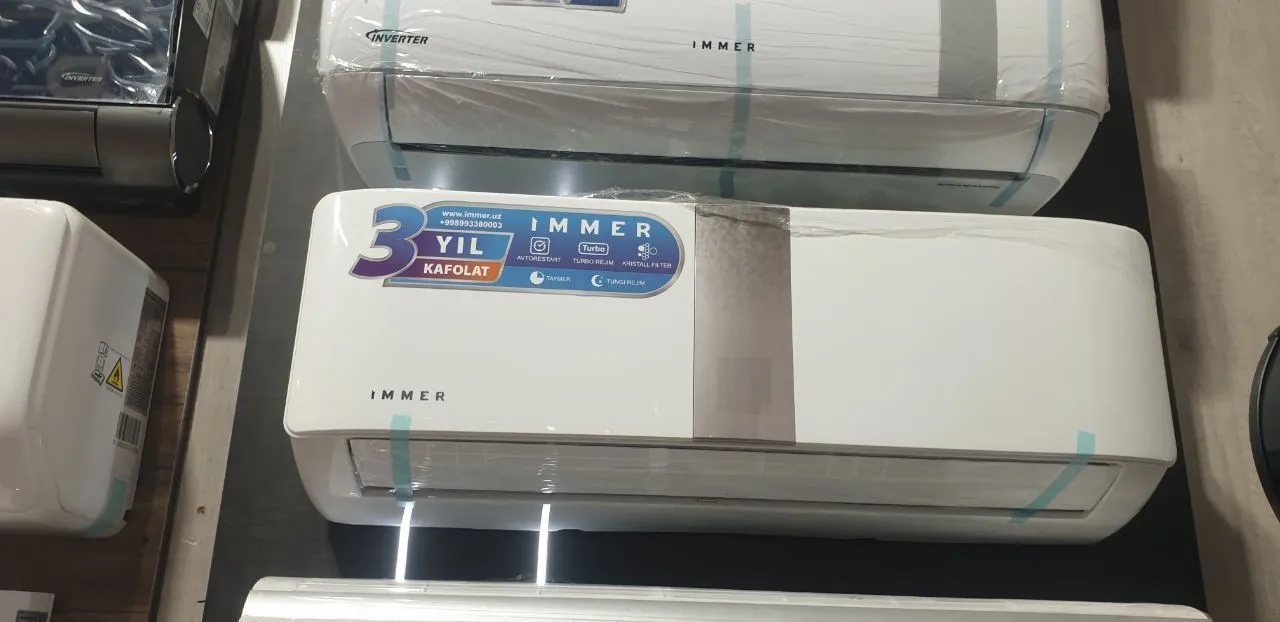 INVERTER
IMMER
INVERTER
3
YIL
KAFOLAT
www.immer.uz
+998993380003
IMMER
AVTORESTART
Turbo
TURBO REJIM
KRISTALL FILTER
TAYMER
TUNGI REJIM
IMMER